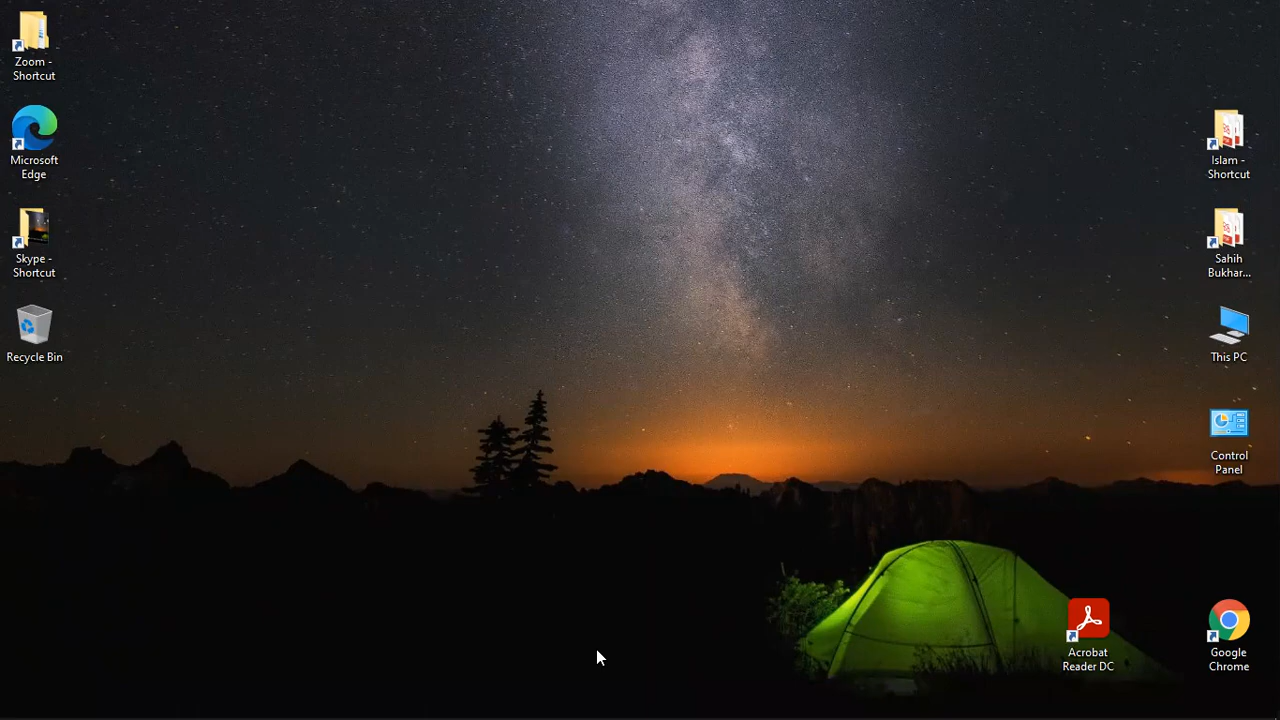 Zoom -
Shortcut
Microsoft
Edge
Skype -
Shortcut
Recycle Bin
Islam -
Shortcut
Sahih
Bukhar...
This PC
Control
Panel
Acrobat
Reader DC
Google
Chrome